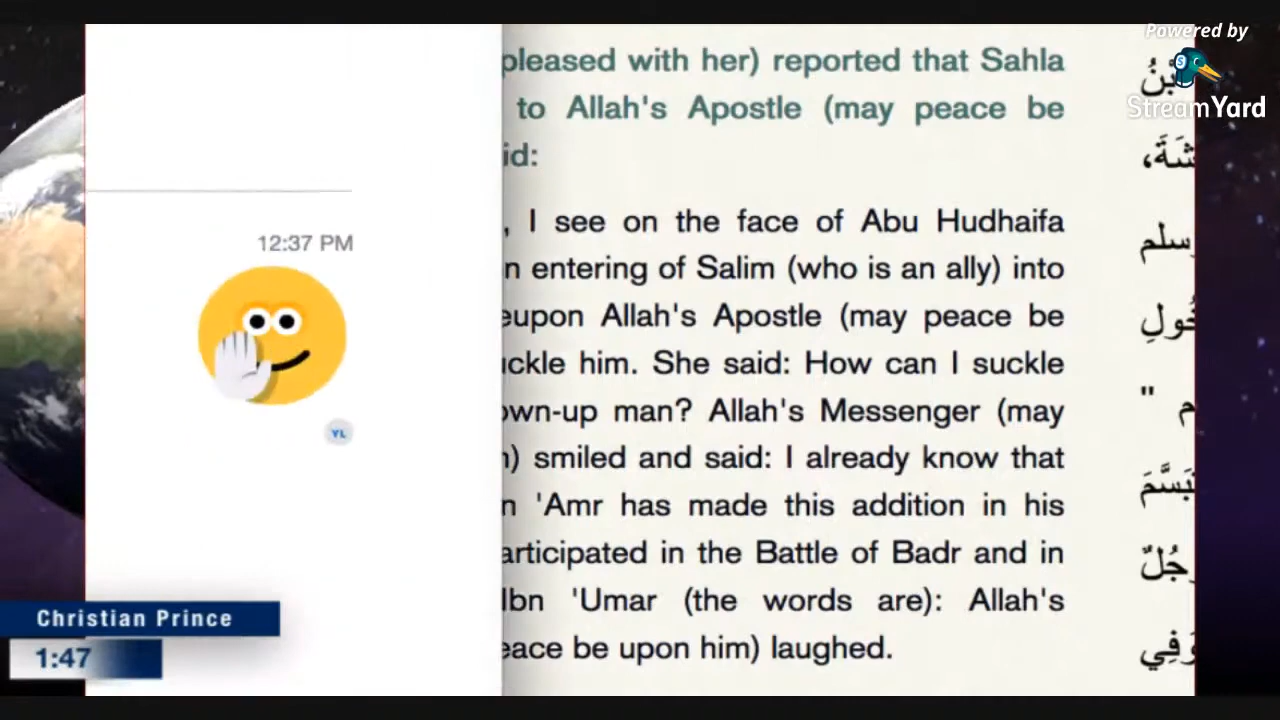 Powered by
StreamYard
pleased with her) reported that Sahla
to Allah's Apostle (may peace be
id:
, I see on the face of Abu Hudhaifa
n entering of Salim (who is an ally) into
eupon Allah's Apostle (may peace be
uckle him. She said: How can I suckle
own-up man? Allah's Messenger (may
n) smiled and said: I already know that
n 'Amr has made this addition in his
articipated in the Battle of Badr and in
Ibn 'Umar (the words are): Allah's
eace be upon him) laughed.
12:37 PM
YL
شَةَ،
سلم
خُولِ
م "
تَبَسَّمَ
رَجُلٌ
وَفِي
Christian Prince
1:47